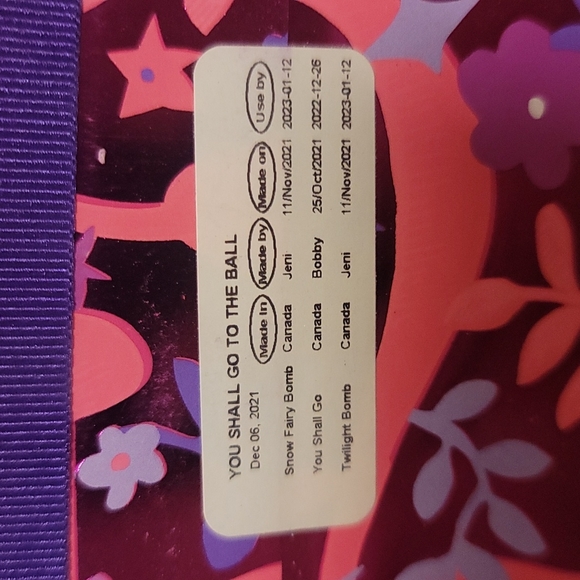 YOU SHALL GO TO THE BALL
Dec 06, 2021 Made In Made by Made on Use by
Snow Fairy Bomb Canada Jeni 11/Nov/2021 2023-01-12
You Shall Go Canada Bobby 25/Oct/2021 2022-12-26
Twilight Bomb Canada Jeni 11/Nov/2021 2023-01-12